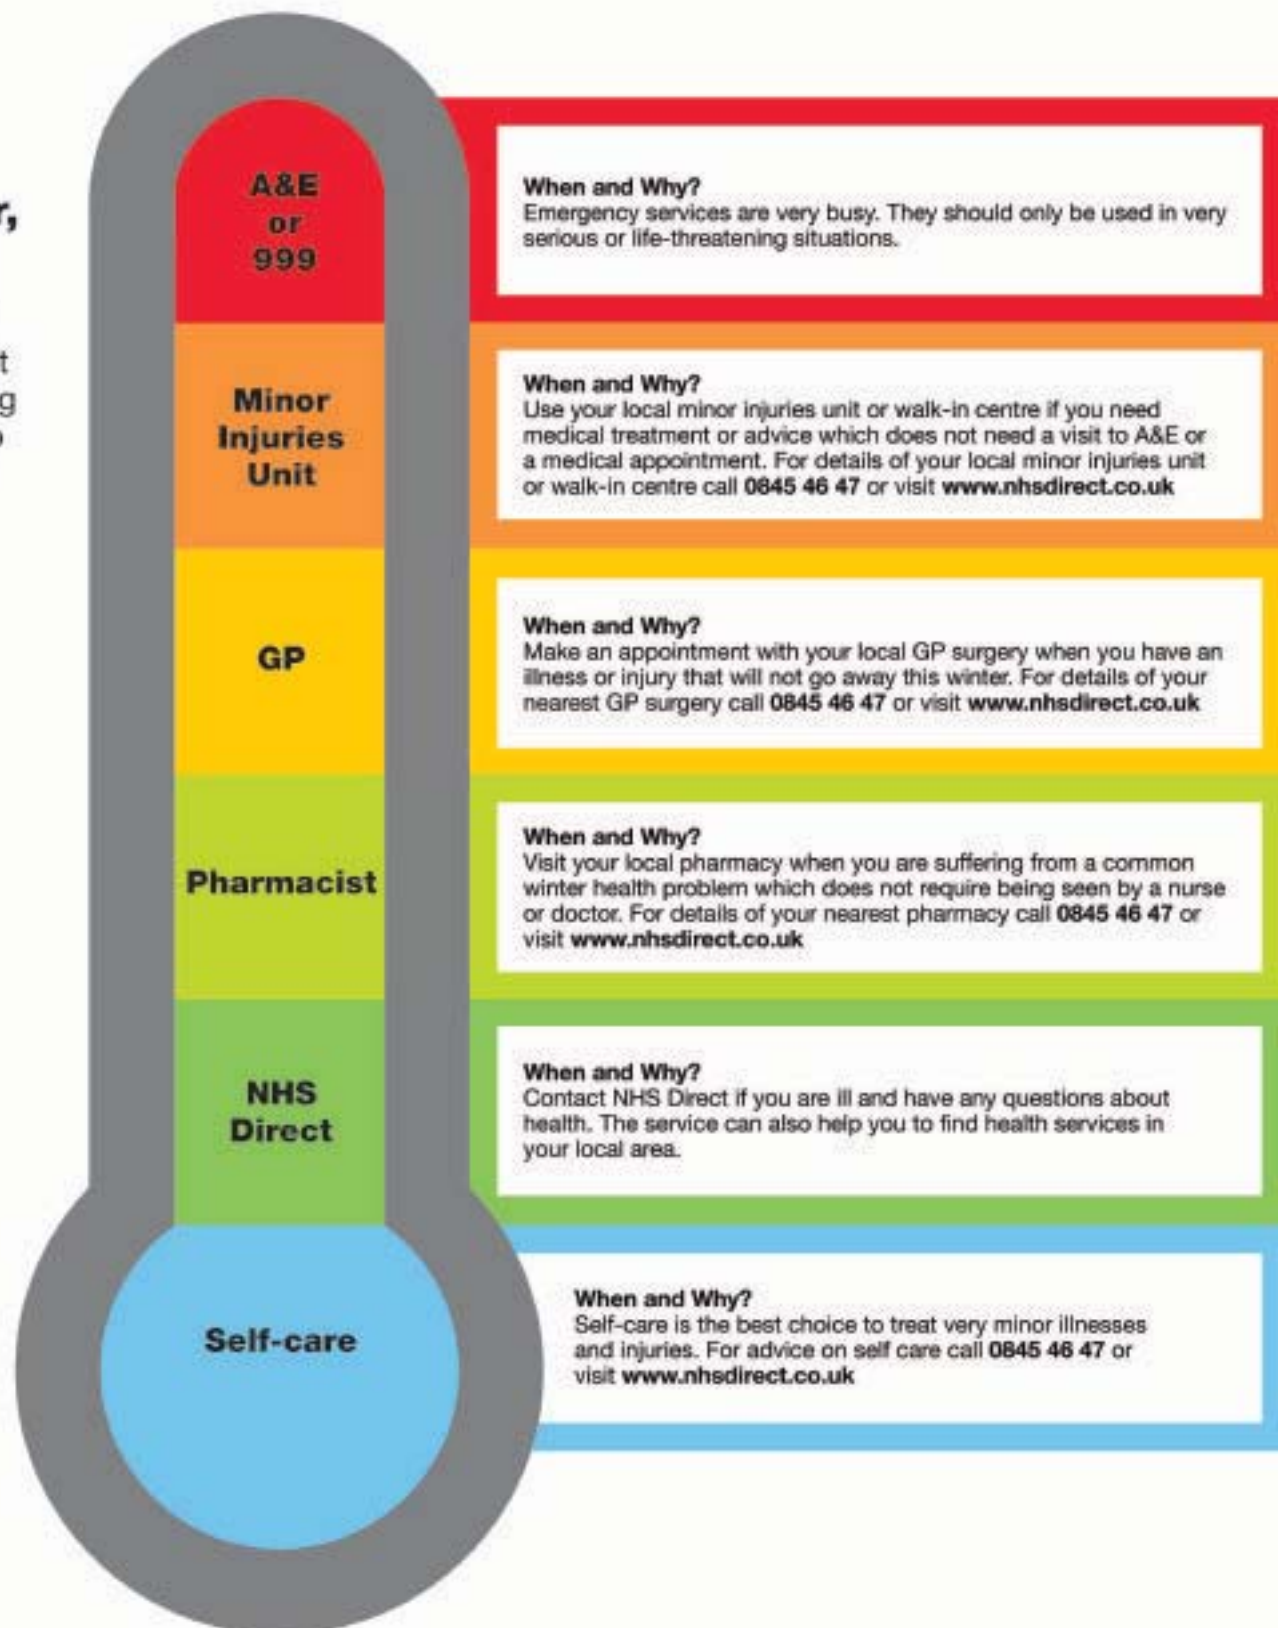 A&E
or
999
When and Why?
Emergency services are very busy. They should only be used in very
serious or life-threatening situations.
Minor
Injuries
Unit
When and Why?
Use your local minor injuries unit or walk-in centre if you need
medical treatment or advice which does not need a visit to A&E or
a medical appointment. For details of your local minor injuries unit
or walk-in centre call 0845 46 47 or visit www.nhsdirect.co.uk
GP
When and Why?
Make an appointment with your local GP surgery when you have an
illness or injury that will not go away this winter. For details of your
nearest GP surgery call 0845 46 47 or visit www.nhsdirect.co.uk
Pharmacist
When and Why?
Visit your local pharmacy when you are suffering from a common
winter health problem which does not require being seen by a nurse
or doctor. For details of your nearest pharmacy call 0845 46 47 or
visit www.nhsdirect.co.uk
NHS
Direct
When and Why?
Contact NHS Direct if you are ill and have any questions about
health. The service can also help you to find health services in
your local area.
Self-care
When and Why?
Self-care is the best choice to treat very minor illnesses
and injuries. For advice on self care call 0845 46 47 or
visit www.nhsdirect.co.uk